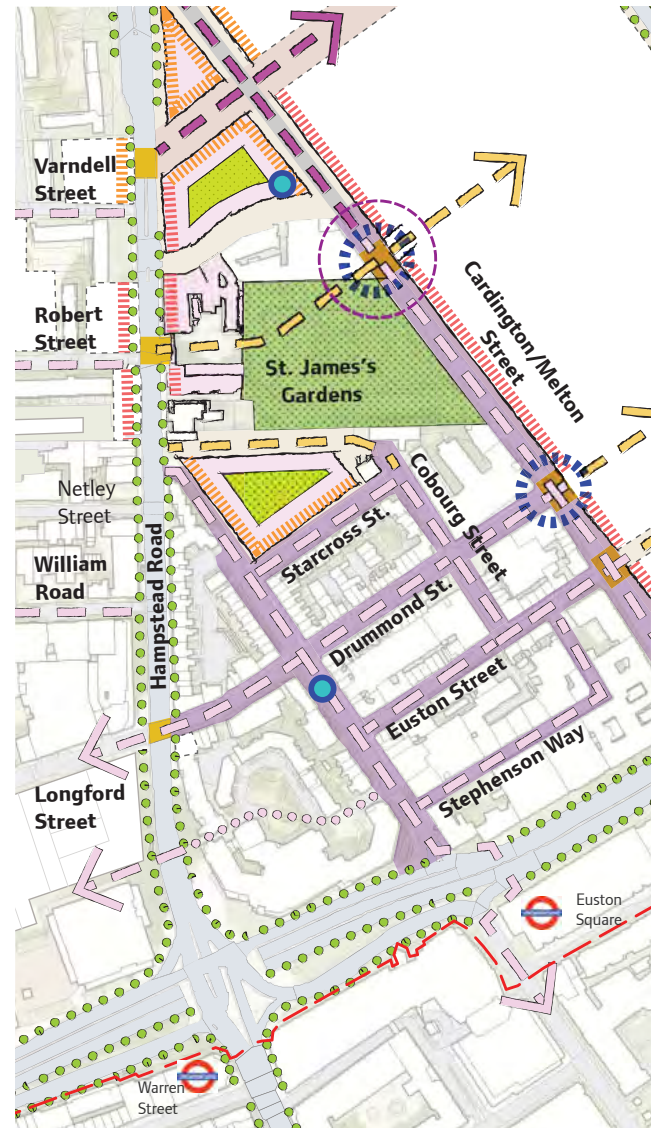 Varndell
Street
Cardington/Melton
Street
Robert
Street
St. James's
Gardens
Netley
Street
Cobourg Street
Starcross St.
William
Road
Hampstead Road
Drummond St.
Euston Street
Stephenson Way
Longford
Street
Euston
Square
Warren
Street